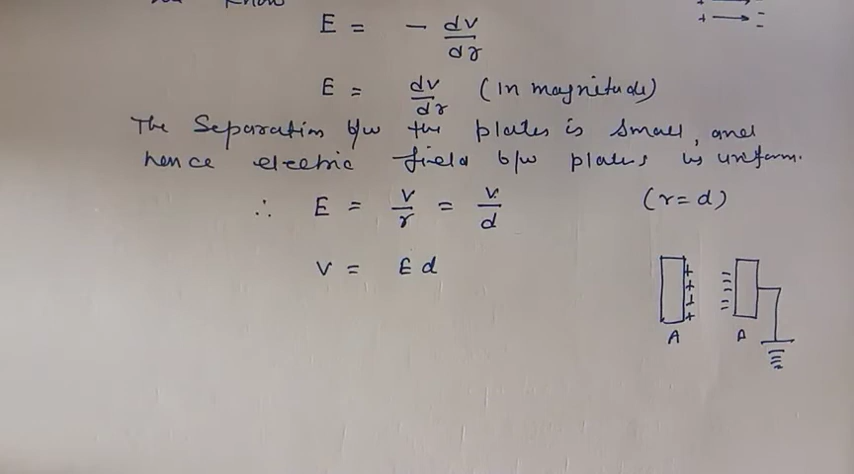 know
E = - dv/dr
E = dv/dr (in magnitude)
The Separation b/w the plates is small, and
hence electric field b/w plates is uniform.
∴ E = v/r = v/d (r = d)
V = Ed
A A